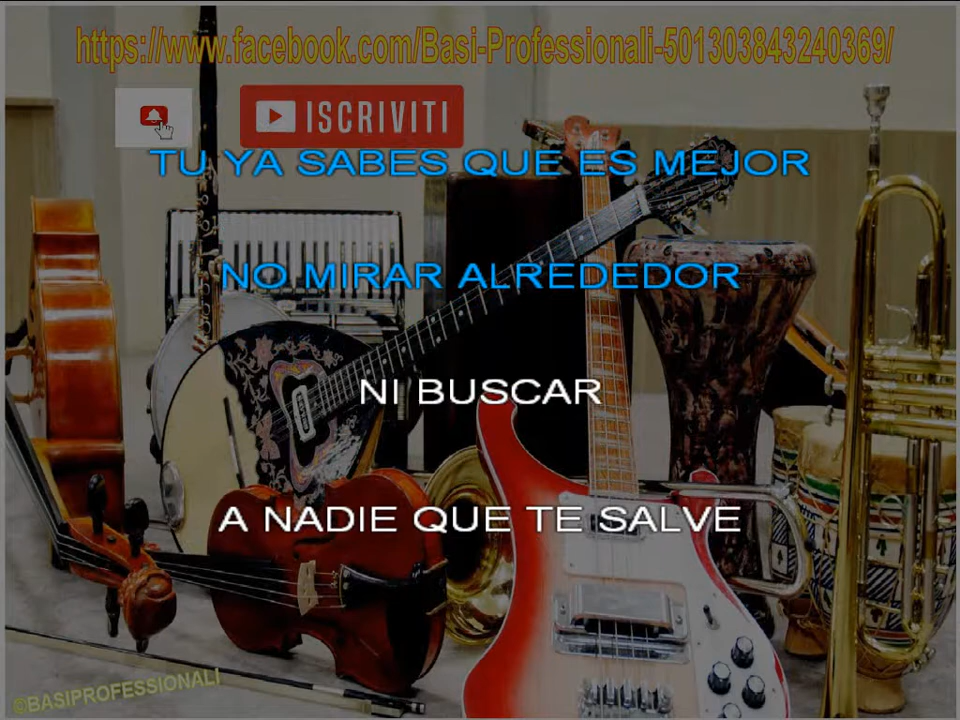 https://www.facebook.com/Basi-Professionali-501303843240369/
ISCRIVITI
TU YA SABES QUE ES MEJOR
NO MIRAR ALREDEDOR
NI BUSCAR
A NADIE QUE TE SALVE
@BASIPROFESSIONALI